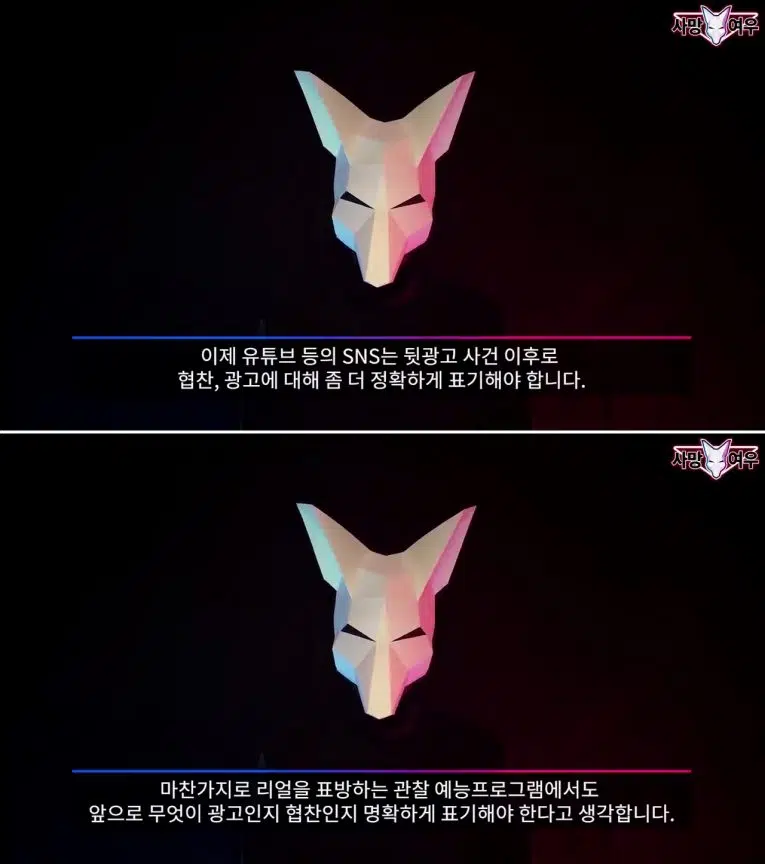 사망여우
이제 유튜브 등의 SNS는 뒷광고 사건 이후로
협찬, 광고에 대해 좀 더 정확하게 표기해야 합니다.
사망여우
마찬가지로 리얼을 표방하는 관찰 예능프로그램에서도
앞으로 무엇이 광고인지 협찬인지 명확하게 표기해야 한다고 생각합니다.